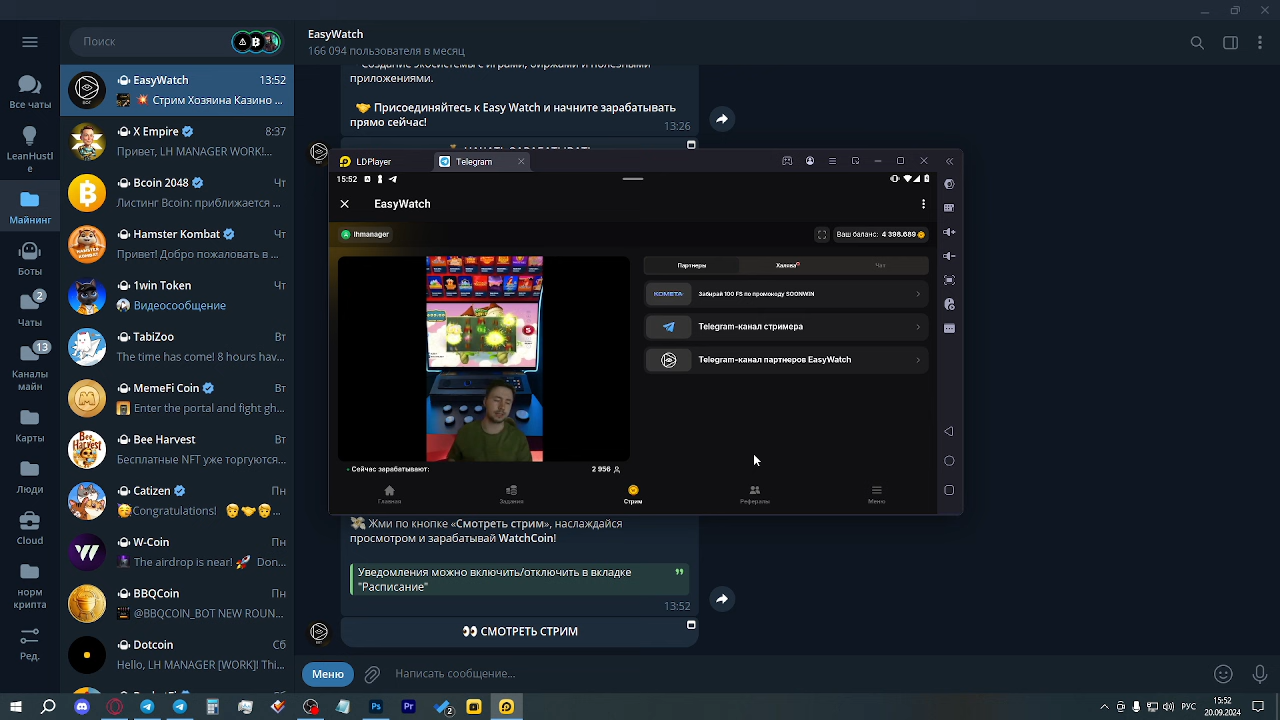 Поиск
EasyWatch
166 094 пользователя в месяц
Все чаты
LeanHustl
e
Майнинг
Боты
2
Чаты
13
Каналы
майн
Карты
Люди
Cloud
норм
крипта
Ред.
EasyWatch 13:52
Стрим Хозяина Казино ...
X Empire 8:37
Привет, LH MANAGER WORK!...
Bcoin 2048 Чт
Листинг Bcoin: приближается ...
Hamster Kombat Чт
Добро пожаловать в ...
1win Token Чт
Видеосообщение
TabiZoo Вт
The time has come! 8 hours hav...
MemeFi Coin Вт
Enter the portal and fight gh...
Bee Harvest Вт
Бесплатные NFT уже торгуются...
Catizen Пн
Congratulations!
W-Coin Пн
The airdrop is near! Don...
BBQCoin Пн
@BBQCOIN_BOT NEW ROUN...
Dotcoin Сб
Hello, LH MANAGER [WORK]! Thi...
приложениями.
Присоединяйтесь к Easy Watch и начните зарабатывать
прямо сейчас!
13:26
LDPlayer
Telegram
15:52
EasyWatch
lhmanager
Ваш баланс: 4 398.689
Партнеры
Халява
Чат
KOMETA
Забирай 100 FS по промокоду SOONWIN
Telegram-канал стримера
Telegram-канал партнеров EasyWatch
5
Сейчас зарабатывают:
2 956
Главная
Задания
Стрим
Рефералы
Меню
Жми по кнопке «Смотреть стрим», наслаждайся
просмотром и зарабатывай WatchCoin!
Уведомления можно включить/отключить в вкладке
"Расписание"
13:52
СМОТРЕТЬ СТРИМ
Меню
Написать сообщение...
2
РУС
15:52
20.09.2024